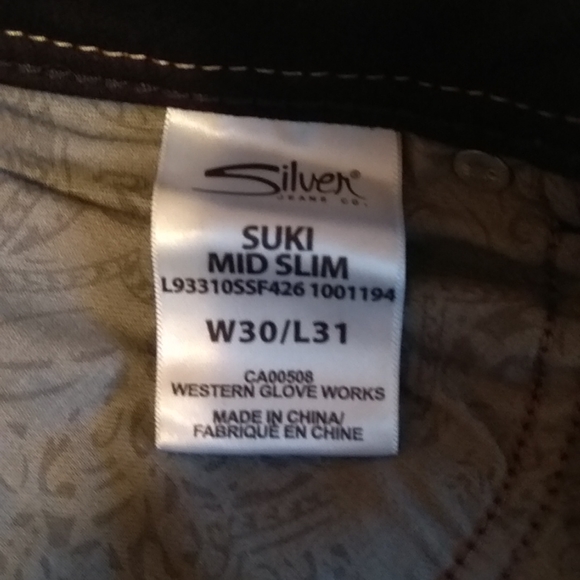 Silver®
JEANS CO.
SUKI
MID SLIM
L93310SSF426 1001194
W30/L31
CA00508
WESTERN GLOVE WORKS
MADE IN CHINA/
FABRIQUÉ EN CHINE